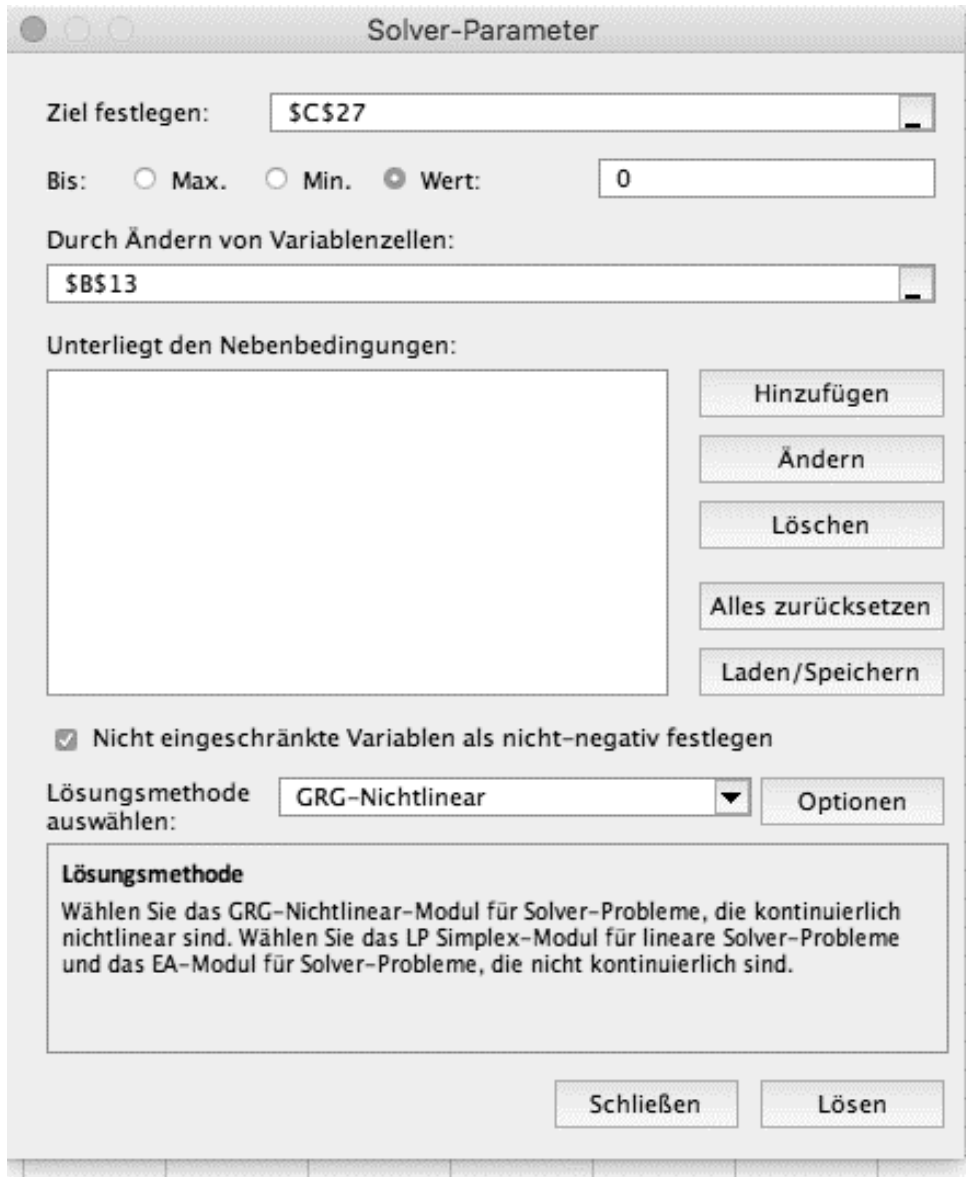 Solver-Parameter
Ziel festlegen: $C$27
Bis: Max. Min. Wert: 0
Durch Ändern von Variablenzellen:
$B$13
Unterliegt den Nebenbedingungen:
Hinzufügen
Ändern
Löschen
Alles zurücksetzen
Laden/Speichern
Nicht eingeschränkte Variablen als nicht-negativ festlegen
Lösungsmethode
auswählen:
GRG-Nichtlinear
Optionen
Lösungsmethode
Wählen Sie das GRG-Nichtlinear-Modul für Solver-Probleme, die kontinuierlich
nichtlinear sind. Wählen Sie das LP Simplex-Modul für lineare Solver-Probleme
und das EA-Modul für Solver-Probleme, die nicht kontinuierlich sind.
Schließen Lösen